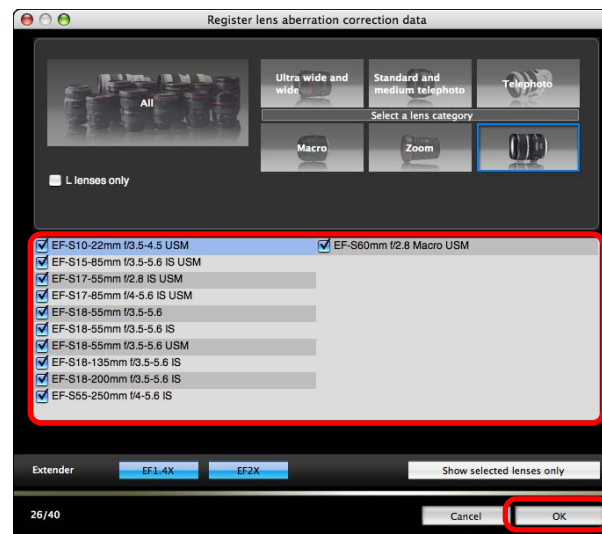 Register lens aberration correction data
All
Ultra wide and wide
Standard and medium telephoto
Telephoto
Select a lens category
Macro
Zoom
L lenses only
EF-S10-22mm f/3.5-4.5 USM
EF-S15-85mm f/3.5-5.6 IS USM
EF-S17-55mm f/2.8 IS USM
EF-S17-85mm f/4-5.6 IS USM
EF-S18-55mm f/3.5-5.6
EF-S18-55mm f/3.5-5.6 IS
EF-S18-55mm f/3.5-5.6 USM
EF-S18-135mm f/3.5-5.6 IS
EF-S18-200mm f/3.5-5.6 IS
EF-S55-250mm f/4-5.6 IS
EF-S60mm f/2.8 Macro USM
Extender
EF1.4X
EF2X
Show selected lenses only
26/40
Cancel
OK